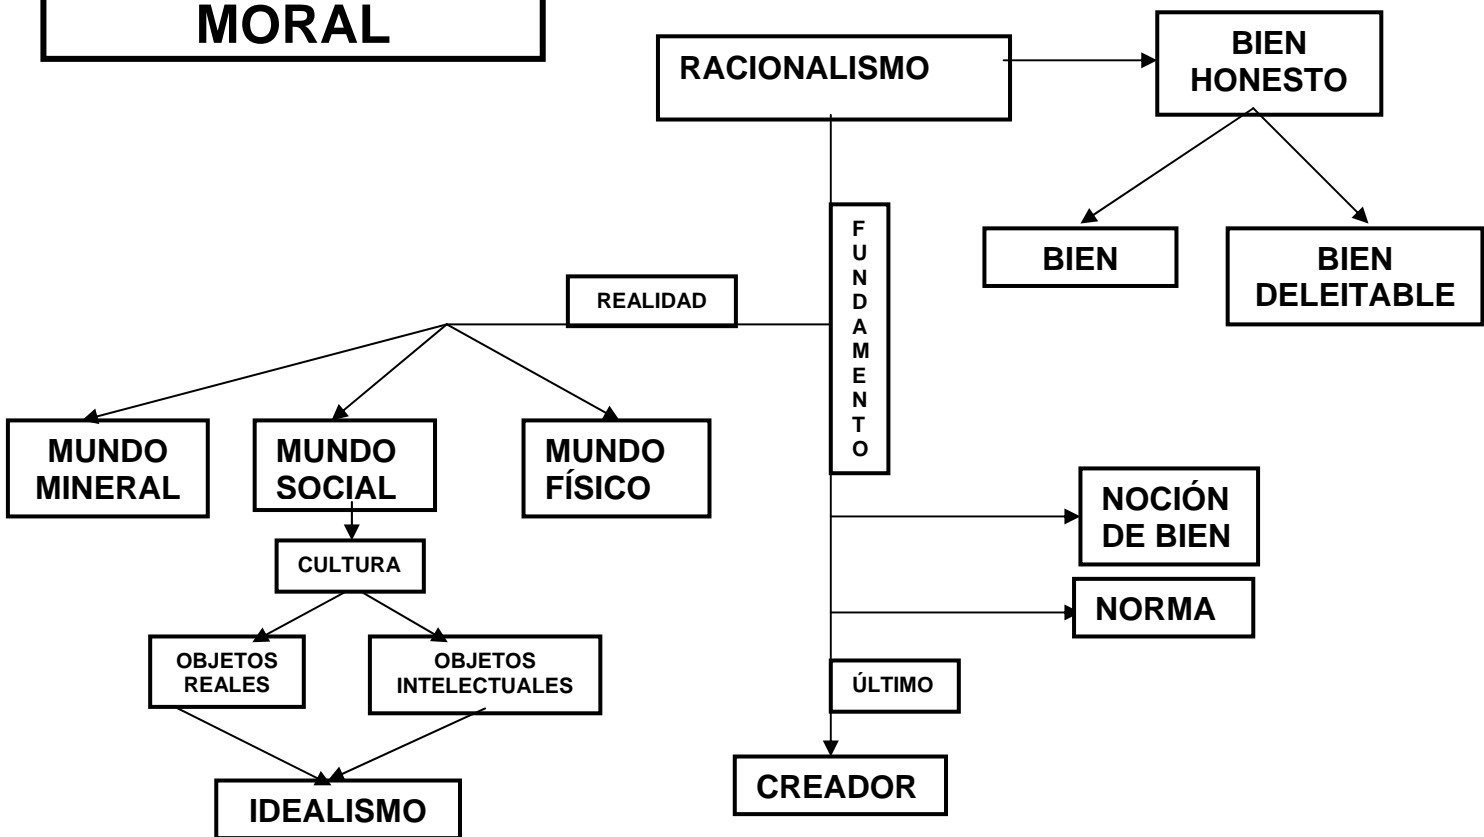 MORAL
RACIONALISMO
BIEN
HONESTO
BIEN
BIEN
DELEITABLE
FUNDAMENTO
REALIDAD
MUNDO
MINERAL
MUNDO
SOCIAL
MUNDO
FÍSICO
NOCIÓN
DE BIEN
CULTURA
NORMA
OBJETOS
REALES
OBJETOS
INTELECTUALES
ÚLTIMO
CREADOR
IDEALISMO